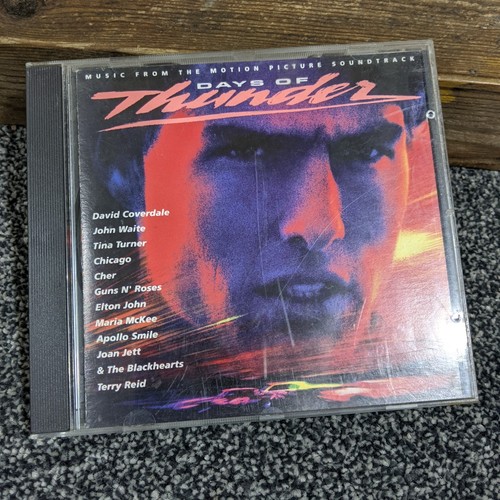 MUSIC FROM THE MOTION PICTURE SOUNDTRACK
DAYS OF
Thunder
David Coverdale
John Waite
Tina Turner
Chicago
Cher
Guns N' Roses
Elton John
Maria McKee
Apollo Smile
Joan Jett
& The Blackhearts
Terry Reid